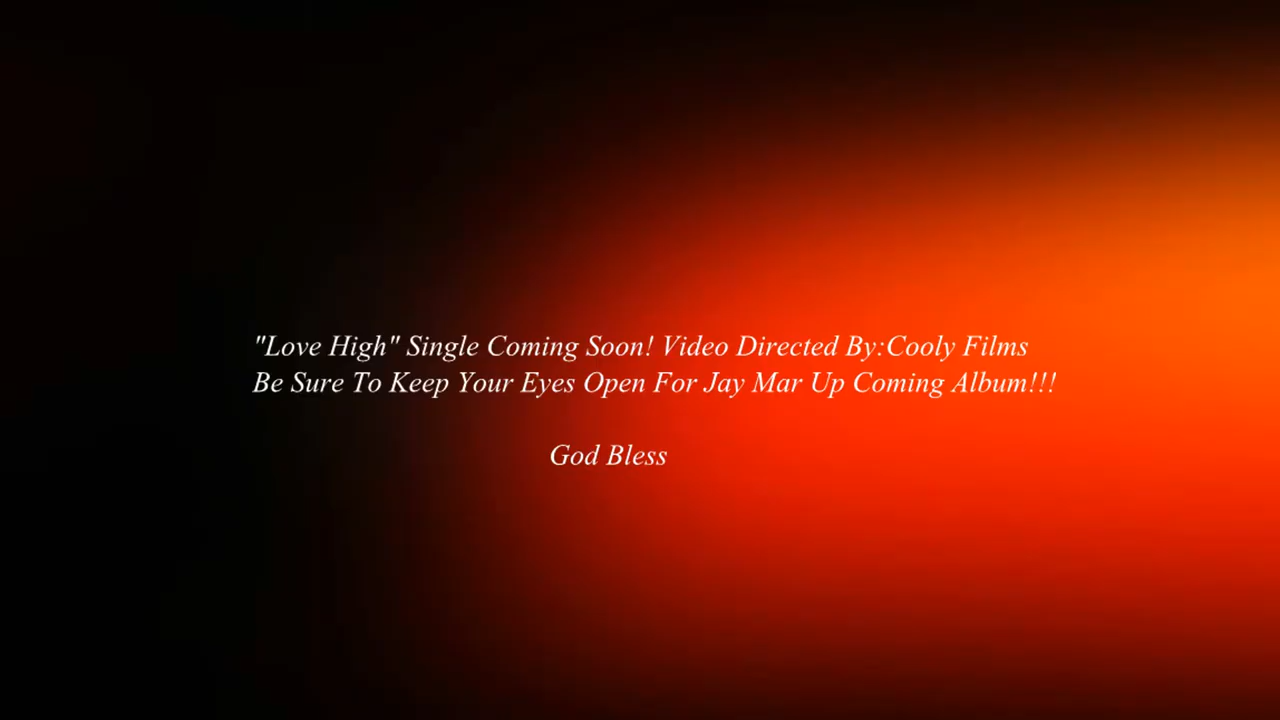 "Love High" Single Coming Soon! Video Directed By:Cooly Films
Be Sure To Keep Your Eyes Open For Jay Mar Up Coming Album!!!
God Bless